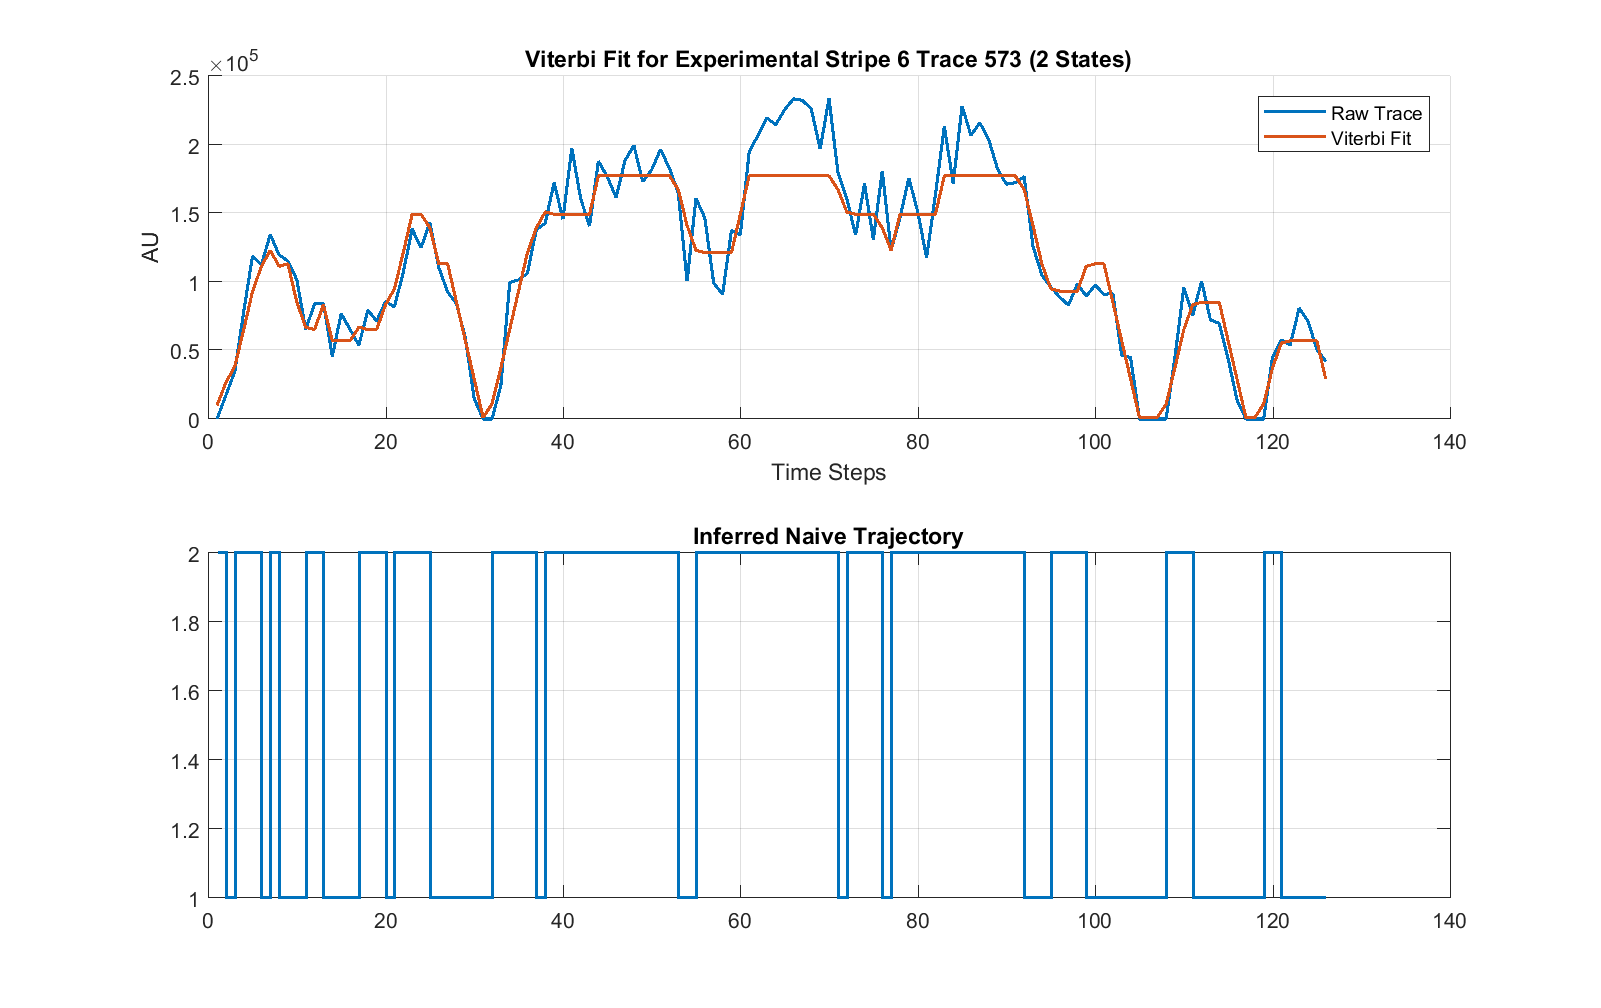 Viterbi Fit for Experimental Stripe 6 Trace 573 (2 States)
×10^5
2.5
2
1.5
1
0.5
0
AU
Raw Trace
Viterbi Fit
0 20 40 60 80 100 120 140
Time Steps
Inferred Naive Trajectory
2
1.8
1.6
1.4
1.2
1
0 20 40 60 80 100 120 140